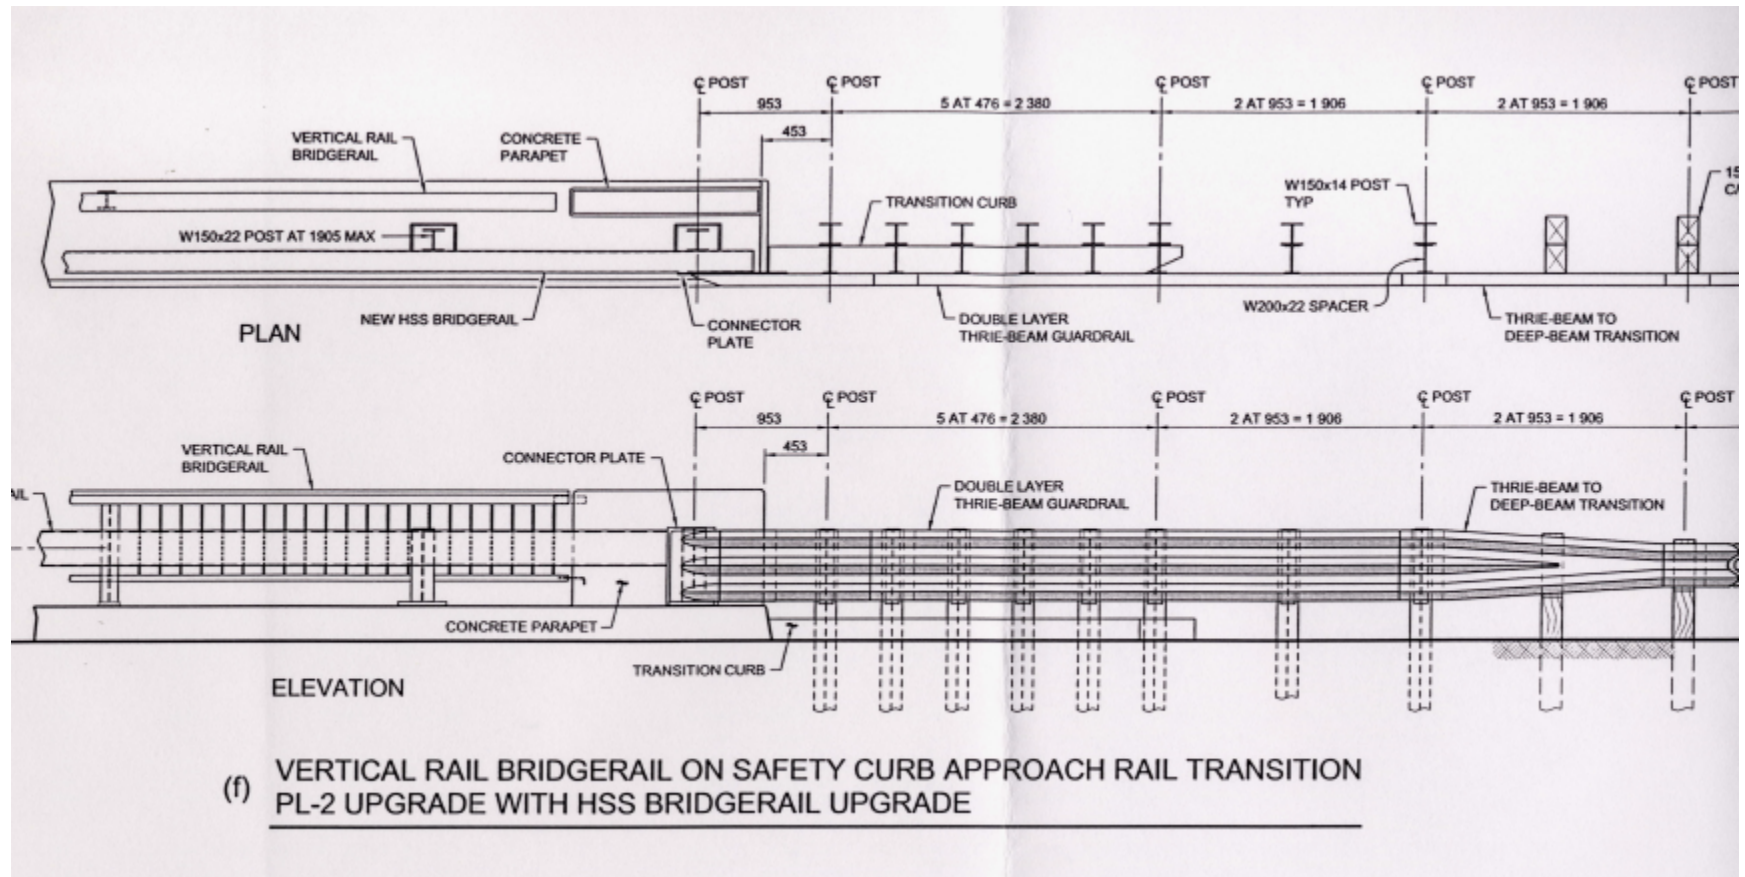 ℄ POST
℄ POST
℄ POST
℄ POST
℄ POST
953
5 AT 476 = 2 380
2 AT 953 = 1 906
2 AT 953 = 1 906
453
VERTICAL RAIL
BRIDGERAIL
CONCRETE
PARAPET
W150x14 POST
TYP
TRANSITION CURB
W150x22 POST AT 1905 MAX
W200x22 SPACER
NEW HSS BRIDGERAIL
CONNECTOR
PLATE
DOUBLE LAYER
THRIE-BEAM GUARDRAIL
THRIE-BEAM TO
DEEP-BEAM TRANSITION
PLAN
℄ POST
℄ POST
℄ POST
℄ POST
℄ POST
953
5 AT 476 = 2 380
2 AT 953 = 1 906
2 AT 953 = 1 906
453
VERTICAL RAIL
BRIDGERAIL
CONNECTOR PLATE
DOUBLE LAYER
THRIE-BEAM GUARDRAIL
THRIE-BEAM TO
DEEP-BEAM TRANSITION
CONCRETE PARAPET
TRANSITION CURB
ELEVATION
(f) VERTICAL RAIL BRIDGERAIL ON SAFETY CURB APPROACH RAIL TRANSITION
PL-2 UPGRADE WITH HSS BRIDGERAIL UPGRADE